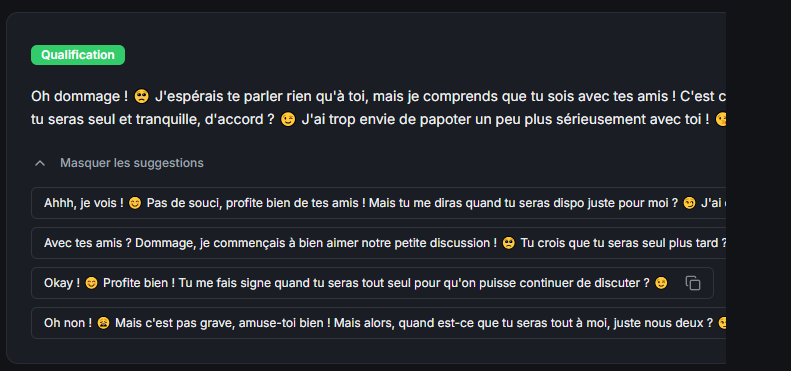 Qualification
Oh dommage ! 🥺 J'espérais te parler rien qu'à toi, mais je comprends que tu sois avec tes amis ! C'est
tu seras seul et tranquille, d'accord ? 😉 J'ai trop envie de papoter un peu plus sérieusement avec toi !
Masquer les suggestions
Ahhh, je vois ! 😊 Pas de souci, profite bien de tes amis ! Mais tu me diras quand tu seras dispo juste pour moi ? 😏 J'ai
Avec tes amis ? Dommage, je commençais à bien aimer notre petite discussion ! 🥺 Tu crois que tu seras seul plus tard ?
Okay ! 😊 Profite bien ! Tu me fais signe quand tu seras tout seul pour qu'on puisse continuer de discuter ? 😉
Oh non ! 😩 Mais c'est pas grave, amuse-toi bien ! Mais alors, quand est-ce que tu seras tout à moi, juste nous deux ?